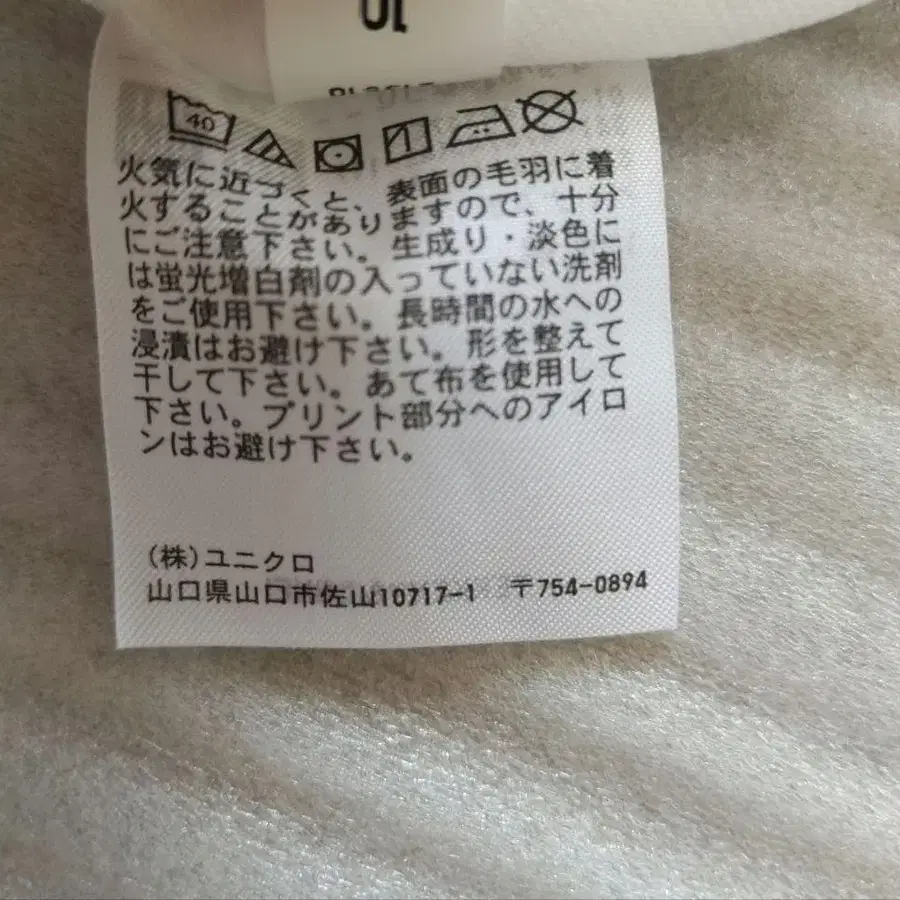 10
40
火気に近づくと、表面の毛羽に着
火することがありますので、十分
にご注意下さい。生成り・淡色に
は蛍光増白剤の入っていない洗剤
をご使用下さい。長時間の水への
浸漬はお避け下さい。形を整えて
干して下さい。あて布を使用して
下さい。プリント部分へのアイロ
ンはお避け下さい。
(株)ユニクロ
山口県山口市佐山10717-1 〒754-0894